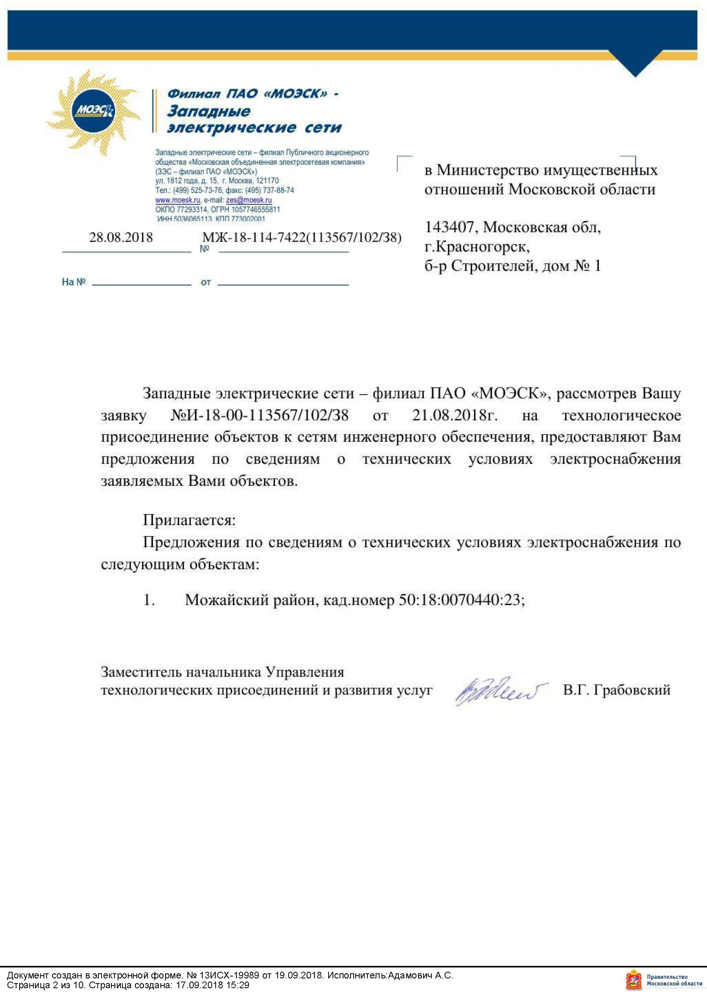 МОЭСК
Филиал ПАО «МОЭСК» -
Западные
электрические сети
Западные электрические сети – филиал Публичного акционерного
общества «Московская объединенная электросетевая компания»
(ЗЭС – филиал ПАО «МОЭСК»)
ул. 1812 года, д. 15, г. Москва, 121170
Тел.: (499) 525-73-76, факс: (495) 737-88-74
www.moesk.ru, e-mail: zes@moesk.ru
ОКПО 77293314, ОГРН 1057746555811
ИНН 5036065113 КПП 773002001
28.08.2018 № МЖ-18-114-7422(113567/102/38)
На № от
в Министерство имущественных
отношений Московской области
143407, Московская обл,
г.Красногорск,
б-р Строителей, дом № 1
Западные электрические сети – филиал ПАО «МОЭСК», рассмотрев Вашу
заявку №И-18-00-113567/102/38 от 21.08.2018г. на технологическое
присоединение объектов к сетям инженерного обеспечения, предоставляют Вам
предложения по сведениям о технических условиях электроснабжения
заявляемых Вами объектов.
Прилагается:
Предложения по сведениям о технических условиях электроснабжения по
следующим объектам:
1. Можайский район, кад.номер 50:18:0070440:23;
Заместитель начальника Управления
технологических присоединений и развития услуг В.Г. Грабовский
Документ создан в электронной форме. № 13ИСХ-19989 от 19.09.2018. Исполнитель:Адамович А.С.
Страница 2 из 10. Страница создана: 17.09.2018 15:29
Правительство
Московской области